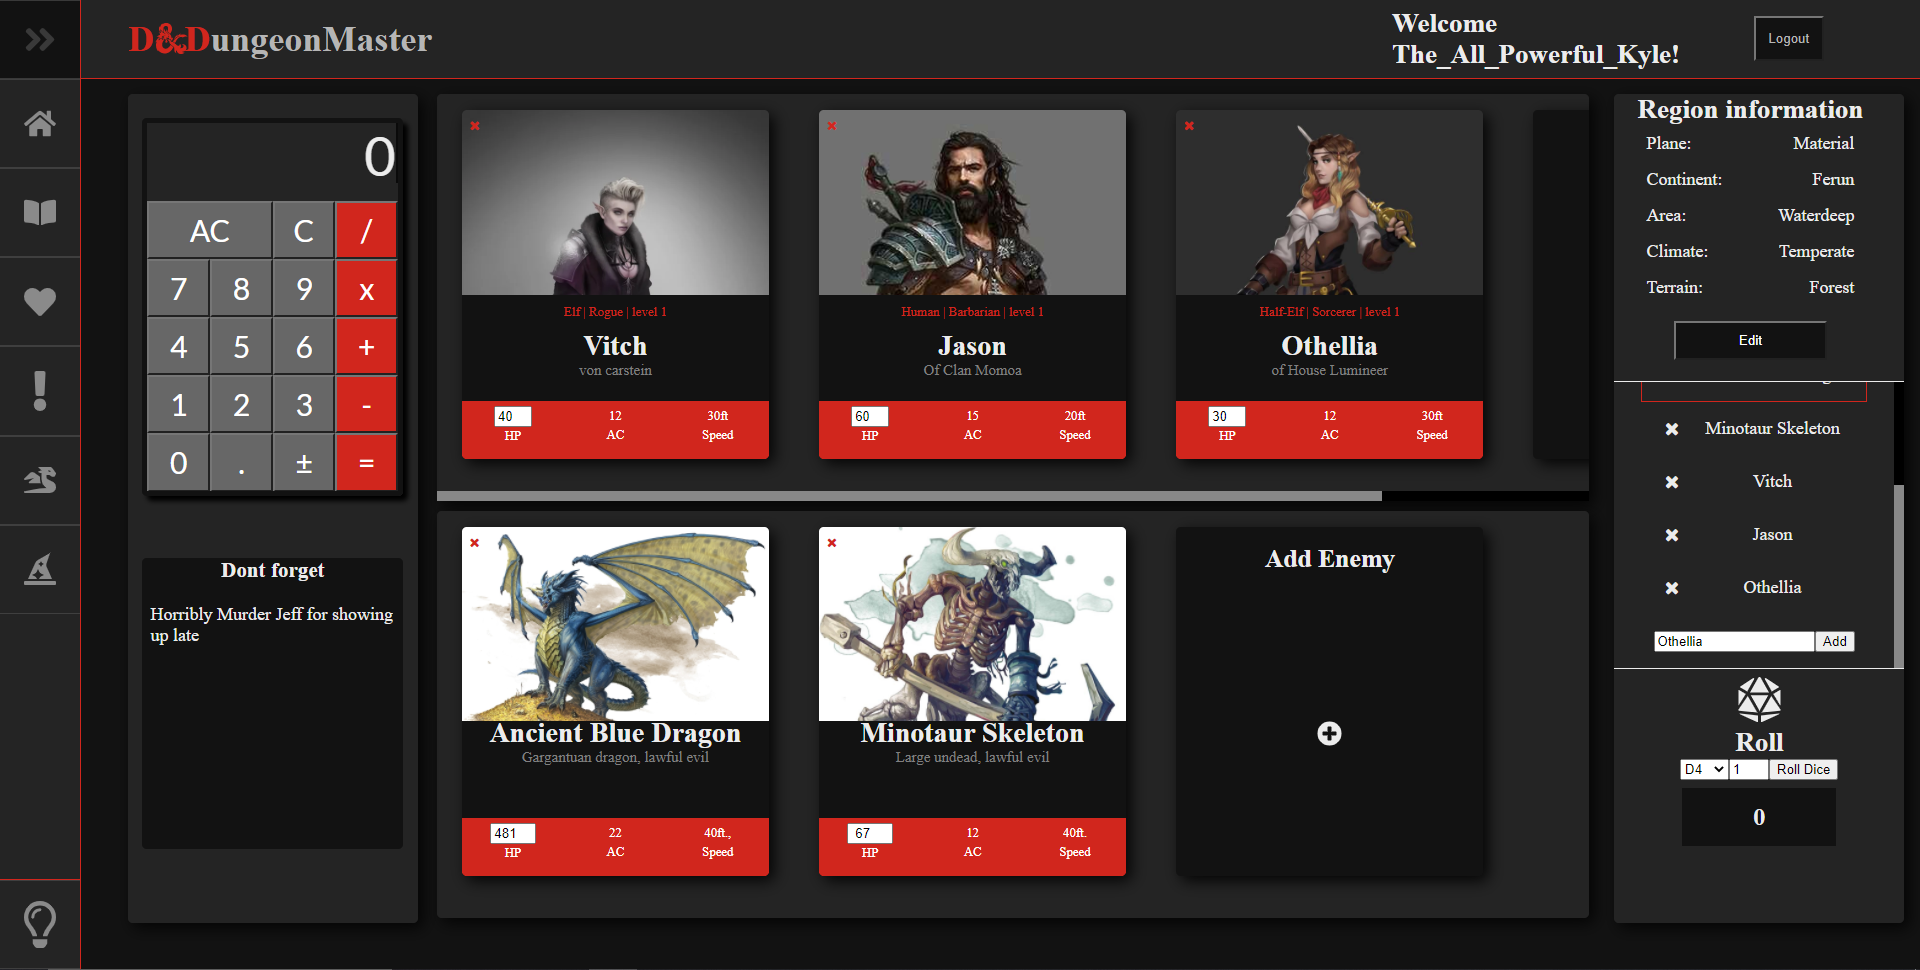 D&DungeonMaster
Welcome
The_All_Powerful_Kyle!
Logout
0
AC C /
7 8 9 x
4 5 6 +
1 2 3 -
0 . ± =
Dont forget
Horribly Murder Jeff for showing
up late
Elf | Rogue | level 1
Vitch
von carstein
40 12 30ft
HP AC Speed
Human | Barbarian | level 1
Jason
Of Clan Momoa
60 15 20ft
HP AC Speed
Half-Elf | Sorcerer | level 1
Othellia
of House Lumineer
30 12 30ft
HP AC Speed
Ancient Blue Dragon
Gargantuan dragon, lawful evil
481 22 40ft.,
HP AC Speed
Minotaur Skeleton
Large undead, lawful evil
67 12 40ft.
HP AC Speed
Add Enemy
Region information
Plane: Material
Continent: Ferun
Area: Waterdeep
Climate: Temperate
Terrain: Forest
Edit
Minotaur Skeleton
Vitch
Jason
Othellia
Othellia Add
Roll
D4 1 Roll Dice
0